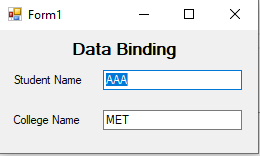 Form1
Data Binding
Student Name AAA
College Name MET